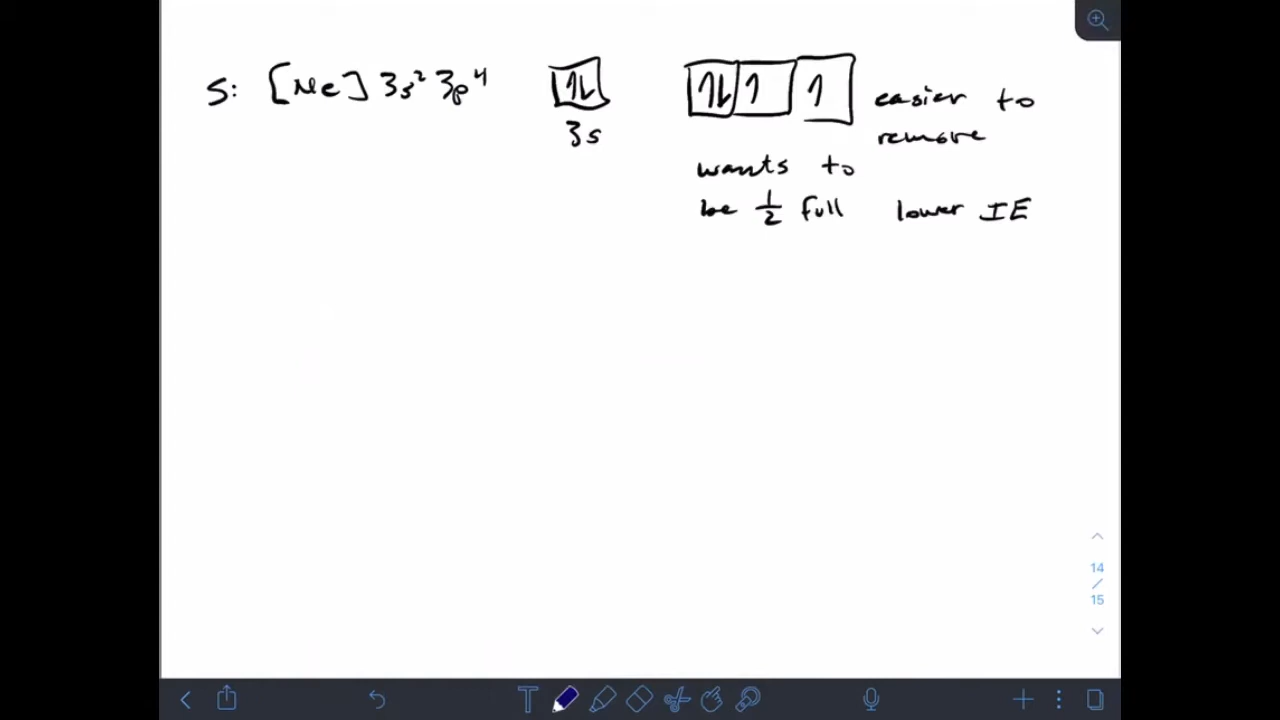 S: [Ne] 3s² 3p⁴ ↿⇂ ↿⇂ ↿ ↿ easier to
3s remove
wants to
be 1/2 full lower IE
14
/
15
T